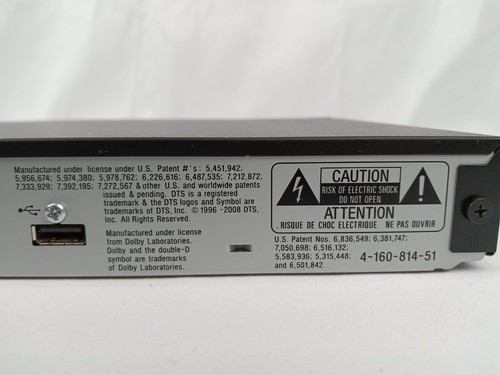 Manufactured under license under U.S. Patent #'s: 5,451,942;
5,956,674; 5,974,380; 5,978,762; 6,226,616; 6,487,535; 7,212,872;
7,333,929; 7,392,195; 7,272,567 & other U.S. and worldwide patents
issued & pending. DTS is a registered
trademark & the DTS logos and Symbol are
trademarks of DTS, Inc. © 1996-2008 DTS,
Inc. All Rights Reserved.
Manufactured under license
from Dolby Laboratories.
Dolby and the double-D
symbol are trademarks
of Dolby Laboratories.
CAUTION
RISK OF ELECTRIC SHOCK
DO NOT OPEN
ATTENTION
RISQUE DE CHOC ELECTRIQUE NE PAS OUVRIR
U.S. Patent Nos. 6,836,549; 6,381,747;
7,050,698; 6,516,132;
5,583,936; 5,315,448;
and 6,501,842.
4-160-814-51